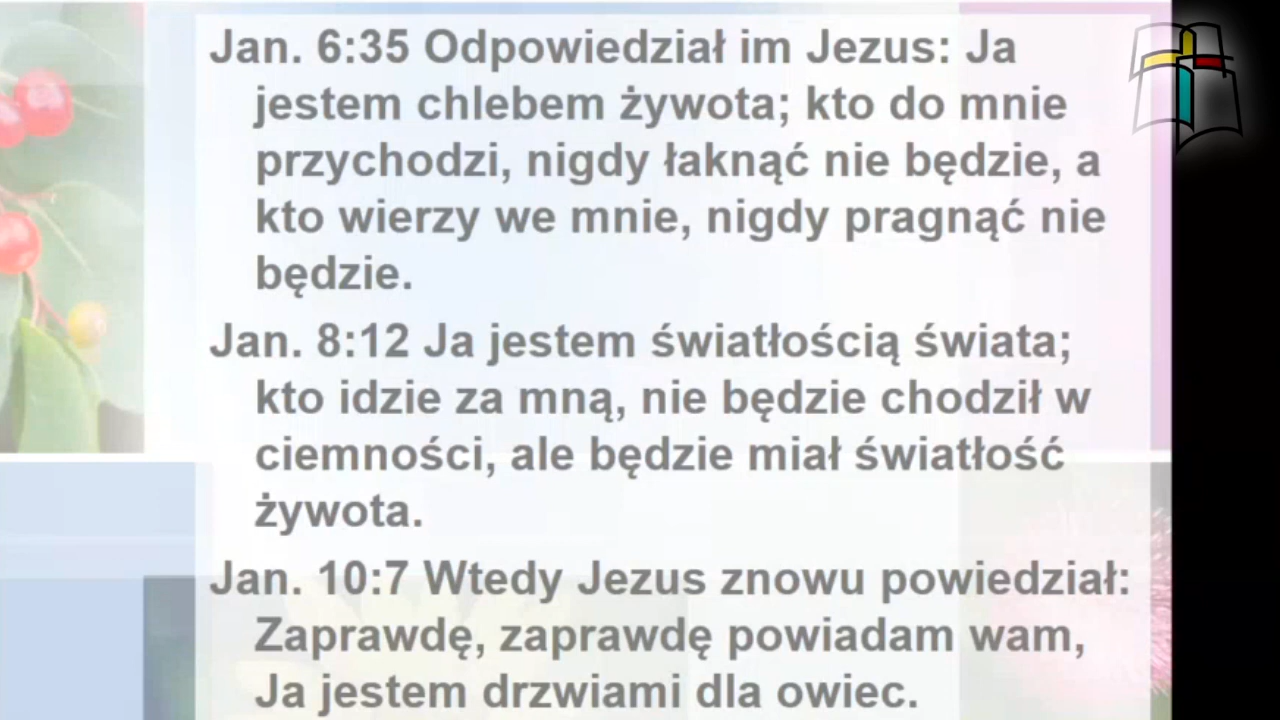 Jan. 6:35 Odpowiedział im Jezus: Ja
jestem chlebem żywota; kto do mnie
przychodzi, nigdy łaknąć nie będzie, a
kto wierzy we mnie, nigdy pragnąć nie
będzie.
Jan. 8:12 Ja jestem światłością świata;
kto idzie za mną, nie będzie chodził w
ciemności, ale będzie miał światłość
żywota.
Jan. 10:7 Wtedy Jezus znowu powiedział:
Zaprawdę, zaprawdę powiadam wam,
Ja jestem drzwiami dla owiec.